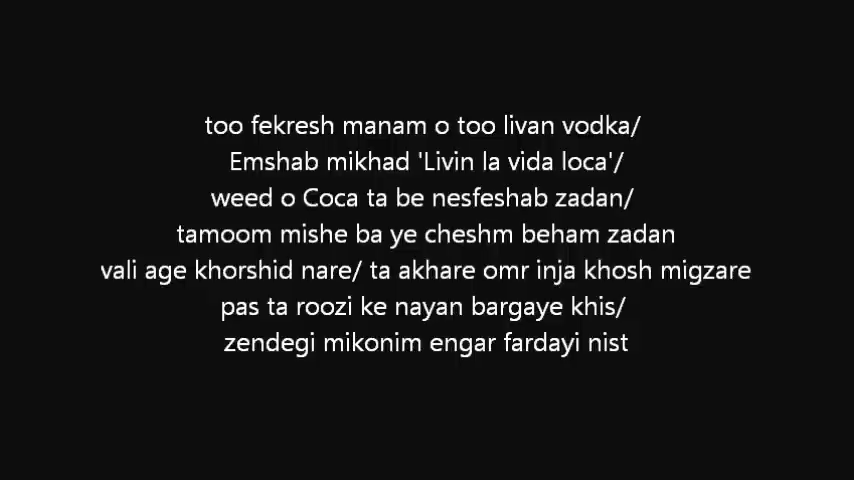 too fekresh manam o too livan vodka/
Emshab mikhad 'Livin la vida loca'/
weed o Coca ta be nesfeshab zadan/
tamoom mishe ba ye cheshm beham zadan
vali age khorshid nare/ ta akhare omr inja khosh migzare
pas ta roozi ke nayan bargaye khis/
zendegi mikonim engar fardayi nist